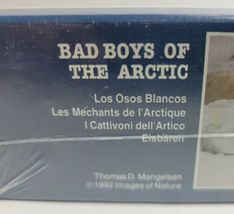 BAD BOYS OF
THE ARCTIC
Los Osos Blancos
Les Méchants de l'Arctique
I Cattivoni dell'Artico
Eisbären
Thomas D. Mangelsen
©1992 Images of Nature